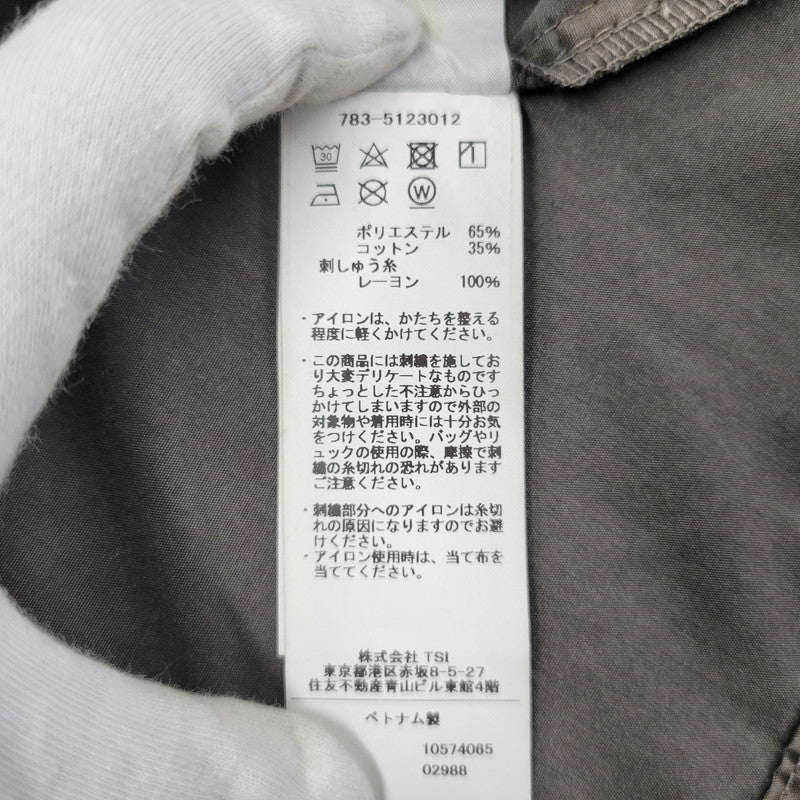 783-5123012
30
W
ポリエステル 65%
コットン 35%
刺しゅう糸
レーヨン 100%
・アイロンは、かたちを整える
程度に軽くかけてください。
・この商品には刺繍を施してお
り大変デリケートなものです
ちょっとした不注意からひっ
かけてしまいますので外部の
対象物や着用時には十分お気
をつけください。バッグやリ
ュックの使用の際、摩擦で刺
繍の糸切れの恐れがあります
ご注意ください。
・刺繍部分へのアイロンは糸切
れの原因になりますのでお避
けください。
・アイロン使用時は、当て布を
当ててください。
株式会社 TSI
東京都港区赤坂8-5-27
住友不動産青山ビル東館4階
ベトナム製
10574065
02988